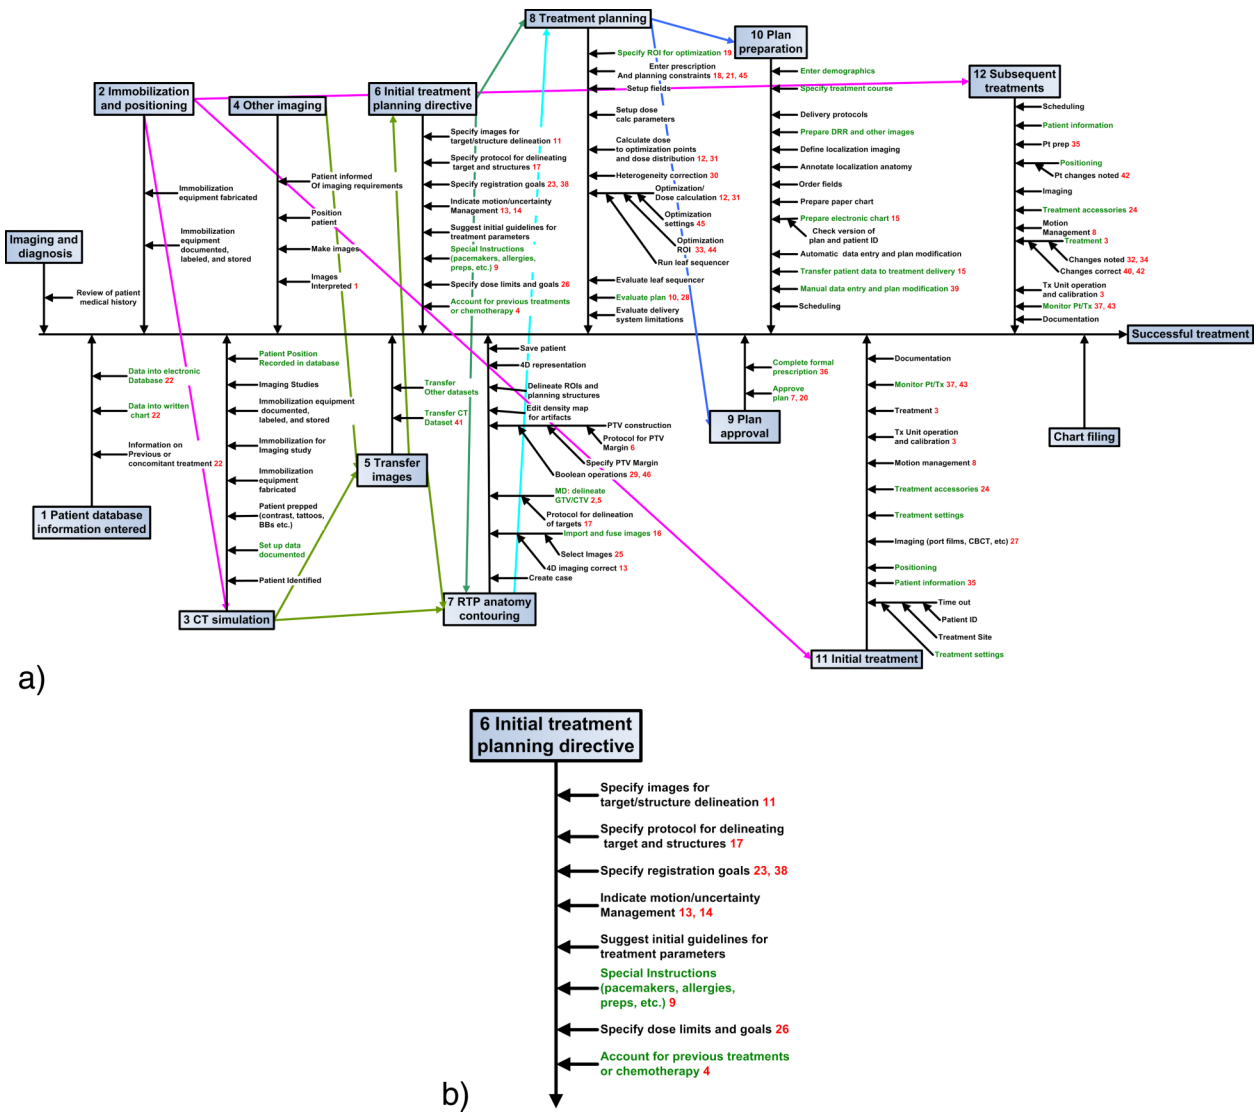 8 Treatment planning
Specify ROI for optimization 19
Enter prescription
And planning constraints 18, 21, 45
Setup fields
Setup dose
calc parameters
Calculate dose
to optimization points
and dose distribution 12, 31
Heterogeneity correction 30
Optimization/
Dose calculation 12, 31
Optimization
settings 45
Optimization
ROI 33, 44
Run leaf sequencer
Evaluate leaf sequencer
Evaluate plan 10, 28
Evaluate delivery
system limitations
10 Plan
preparation
Enter demographics
Specify treatment course
Delivery protocols
Prepare DRR and other images
Define localization imaging
Annotate localization anatomy
Order fields
Prepare paper chart
Prepare electronic chart 15
Check version of
plan and patient ID
Automatic data entry and plan modification
Transfer patient data to treatment delivery 15
Manual data entry and plan modification 39
Scheduling
12 Subsequent
treatments
Scheduling
Patient information
Pt prep 35
Positioning
Pt changes noted 42
Imaging
Treatment accessories 24
Motion
Management 8
Treatment 3
Changes noted 32, 34
Changes correct 40, 42
Tx Unit operation
and calibration 3
Monitor Pt/Tx 37, 43
Documentation
2 Immobilization
and positioning
Immobilization
equipment fabricated
Immobilization
equipment
documented,
labeled, and stored
4 Other imaging
Patient informed
Of imaging requirements
Position
patient
Make images
Images
Interpreted 1
6 Initial treatment
planning directive
Specify images for
target/structure delineation 11
Specify protocol for delineating
target and structures 17
Specify registration goals 23, 38
Indicate motion/uncertainty
Management 13, 14
Suggest initial guidelines for
treatment parameters
Special Instructions
(pacemakers, allergies,
preps, etc.) 9
Specify dose limits and goals 26
Account for previous treatments
or chemotherapy 4
Imaging and
diagnosis
Review of patient
medical history
Successful treatment
Data into electronic
Database 22
Data into written
chart 22
Information on
Previous or
concomitant treatment 22
1 Patient database
information entered
Patient Position
Recorded in database
Imaging Studies
Immobilization equipment
documented,
labeled, and stored
Immobilization for
Imaging study
Immobilization
equipment
fabricated
Patient prepped
(contrast, tattoos,
BBs etc.)
Set up data
documented
Patient Identified
3 CT simulation
Transfer
Other datasets
Transfer CT
Dataset 41
5 Transfer
images
Save patient
4D representation
Delineate ROIs and
planning structures
Edit density map
for artifacts
PTV construction
Protocol for PTV
Margin 6
Specify PTV Margin
Boolean operations 29, 46
MD: delineate
GTV/CTV 2,5
Protocol for delineation
of targets 17
Import and fuse images 16
Select Images 25
4D imaging correct 13
Create case
7 RTP anatomy
contouring
Complete formal
prescription 36
Approve
plan 7, 20
9 Plan
approval
Documentation
Monitor Pt/Tx 37, 43
Treatment 3
Tx Unit operation
and calibration 3
Motion management 8
Treatment accessories 24
Treatment settings
Imaging (port films, CBCT, etc) 27
Positioning
Patient information 35
Time out
Patient ID
Treatment Site
Treatment settings
11 Initial treatment
Chart filing
a)
6 Initial treatment
planning directive
Specify images for
target/structure delineation 11
Specify protocol for delineating
target and structures 17
Specify registration goals 23, 38
Indicate motion/uncertainty
Management 13, 14
Suggest initial guidelines for
treatment parameters
Special Instructions
(pacemakers, allergies,
preps, etc.) 9
Specify dose limits and goals 26
Account for previous treatments
or chemotherapy 4
b)